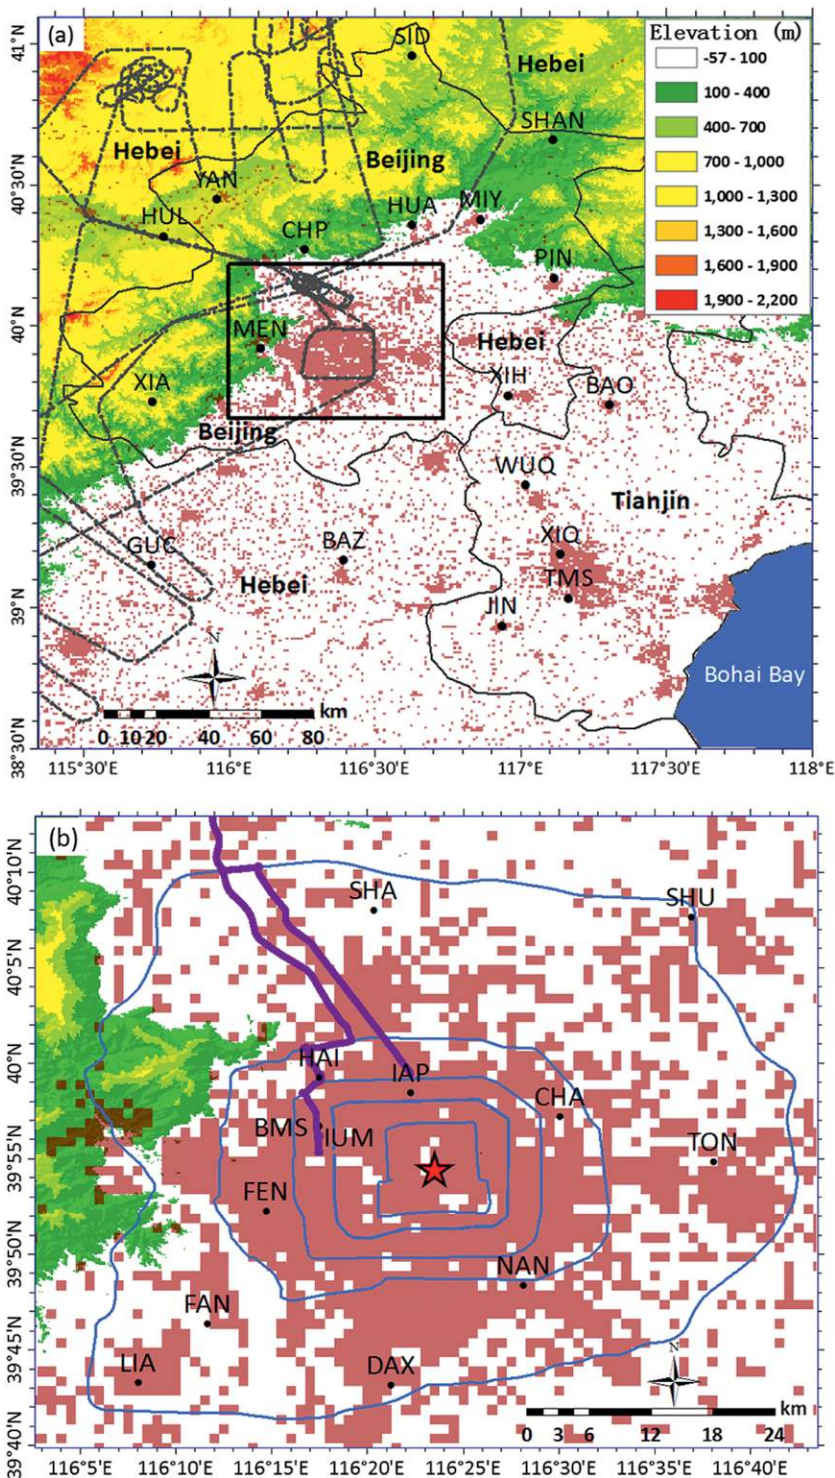 (a)
Elevation (m)
-57 - 100
100 - 400
400 - 700
700 - 1,000
1,000 - 1,300
1,300 - 1,600
1,600 - 1,900
1,900 - 2,200
SID
Hebei
SHAN
Hebei
Beijing
YAN
HUL
CHP
HUA
MIY
PIN
MEN
Hebei
XIA
XIH
BAO
Beijing
WUQ
Tianjin
GUC
BAZ
XIQ
Hebei
TMS
JIN
Bohai Bay
N
km
0 10 20 40 60 80
41°N
40°30'N
40°N
39°30'N
39°N
38°30'N
115°30'E 116°E 116°30'E 117°E 117°30'E 118°E
(b)
SHA
SHU
HAI
IAP
CHA
BMS
IUM
TON
FEN
NAN
FAN
LIA
DAX
N
km
0 3 6 12 18 24
40°10'N
40°5'N
40°N
39°55'N
39°50'N
39°45'N
39°40'N
116°5'E 116°10'E 116°15'E 116°20'E 116°25'E 116°30'E 116°35'E 116°40'E